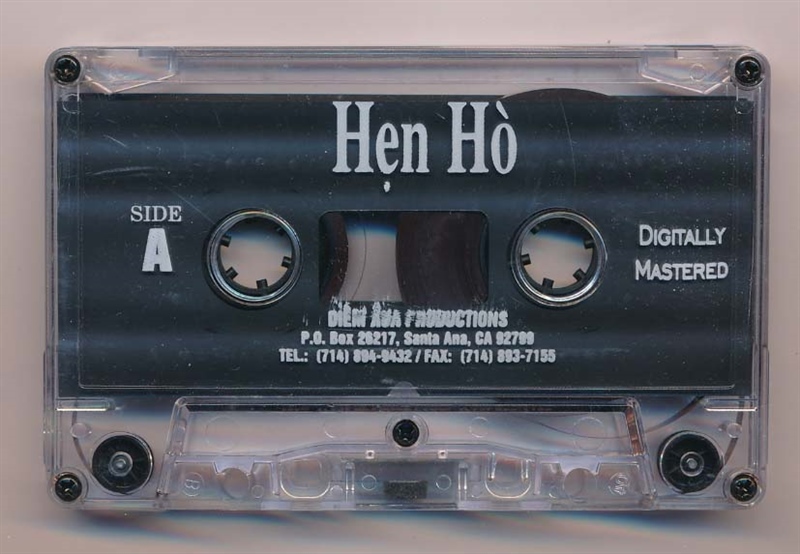 Hẹn Hò
SIDE
A
DIGITALLY
MASTERED
DIỄM XƯA PRODUCTIONS
P.O. Box 26217, Santa Ana, CA 92799
TEL.: (714) 894-9432 / FAX: (714) 893-7155
B